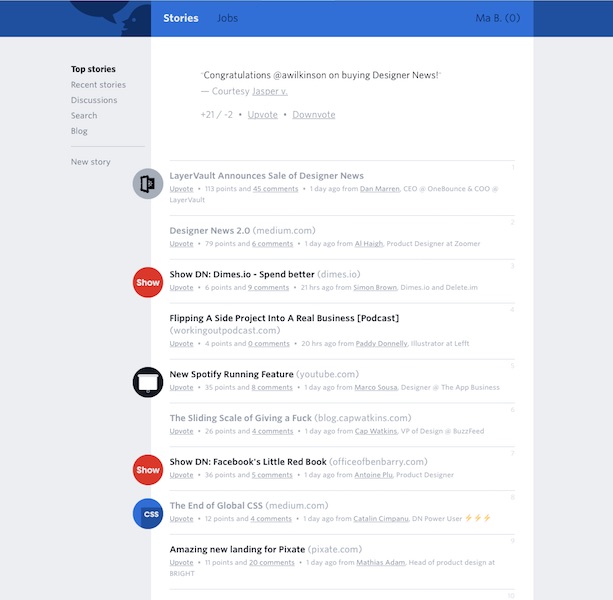 Stories Jobs Ma B. (0)
Top stories
Recent stories
Discussions
Search
Blog
New story
"Congratulations @awilkinson on buying Designer News!"
— Courtesy Jasper v.
+21 / -2 • Upvote • Downvote
1
LayerVault Announces Sale of Designer News
Upvote • 113 points and 45 comments • 1 day ago from Dan Marren, CEO @ OneBounce & COO @
LayerVault
2
Designer News 2.0 (medium.com)
Upvote • 79 points and 6 comments • 1 day ago from Al Haigh, Product Designer at Zoomer
3
Show
Show DN: Dimes.io - Spend better (dimes.io)
Upvote • 6 points and 9 comments • 21 hrs ago from Simon Brown, Dimes.io and Delete.im
4
Flipping A Side Project Into A Real Business [Podcast]
(workingoutpodcast.com)
Upvote • 4 points and 0 comments • 20 hrs ago from Paddy Donnelly, Illustrator at Lefft
5
New Spotify Running Feature (youtube.com)
Upvote • 35 points and 8 comments • 1 day ago from Marco Sousa, Designer @ The App Business
6
The Sliding Scale of Giving a Fuck (blog.capwatkins.com)
Upvote • 26 points and 4 comments • 1 day ago from Cap Watkins, VP of Design @ BuzzFeed
7
Show
Show DN: Facebook's Little Red Book (officeofbenbarry.com)
Upvote • 36 points and 5 comments • 1 day ago from Antoine Plu, Product Designer
8
CSS
The End of Global CSS (medium.com)
Upvote • 12 points and 4 comments • 1 day ago from Catalin Cimpanu, DN Power User ⚡⚡⚡
9
Amazing new landing for Pixate (pixate.com)
Upvote • 11 points and 20 comments • 1 day ago from Mathias Adam, Head of product design at
BRIGHT
10